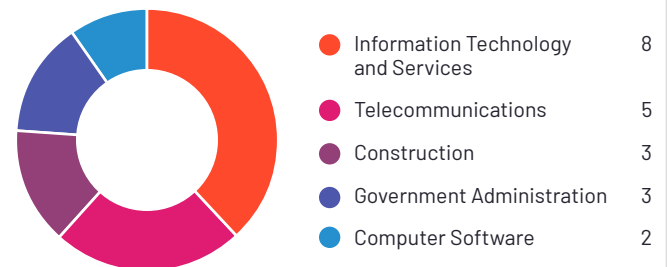 Information Technology 8
and Services
Telecommunications 5
Construction 3
Government Administration 3
Computer Software 2